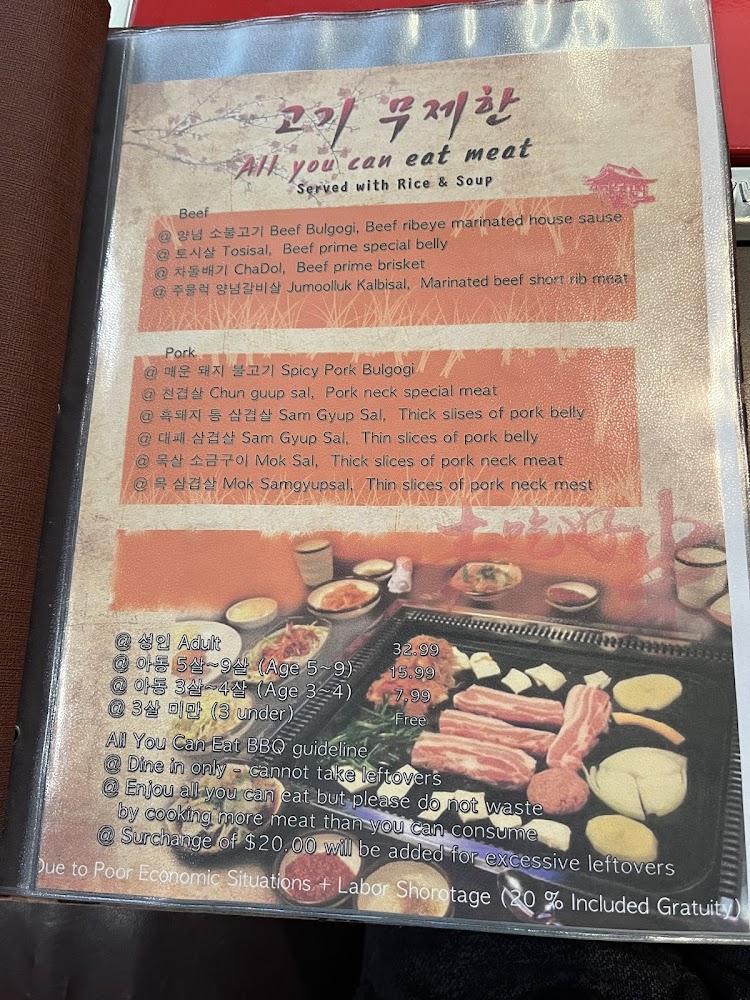 고기 무제한
All you can eat meat
Served with Rice & Soup
Beef
@ 양념 소불고기 Beef Bulgogi, Beef ribeye marinated house sause
@ 토시살 Tosisal, Beef prime special belly
@ 차돌배기 ChaDol, Beef prime brisket
@ 주물럭 양념갈비살 Jumoolluk Kalbisal, Marinated beef short rib meat
Pork
@ 매운 돼지 불고기 Spicy Pork Bulgogi
@ 천겹살 Chun guup sal, Pork neck special meat
@ 흑돼지 등 삼겹살 Sam Gyup Sal, Thick slises of pork belly
@ 대패 삼겹살 Sam Gyup Sal, Thin slices of pork belly
@ 목살 소금구이 Mok Sal, Thick slices of pork neck meat
@ 목 삼겹살 Mok Samgyupsal, Thin slices of pork neck mest
@ 성인 Adult 32.99
@ 아동 5살~9살 (Age 5~9) 15.99
@ 아동 3살~4살 (Age 3~4) 7.99
@ 3살 미만 (3 under) Free
All You Can Eat BBQ guideline
@ Dine in only - cannot take leftovers
@ Enjou all you can eat but please do not waste
by cooking more meat than you can consume
@ Surchange of $20.00 will be added for excessive leftovers
Due to Poor Economic Situations + Labor Shorotage (20 % Included Gratuity)